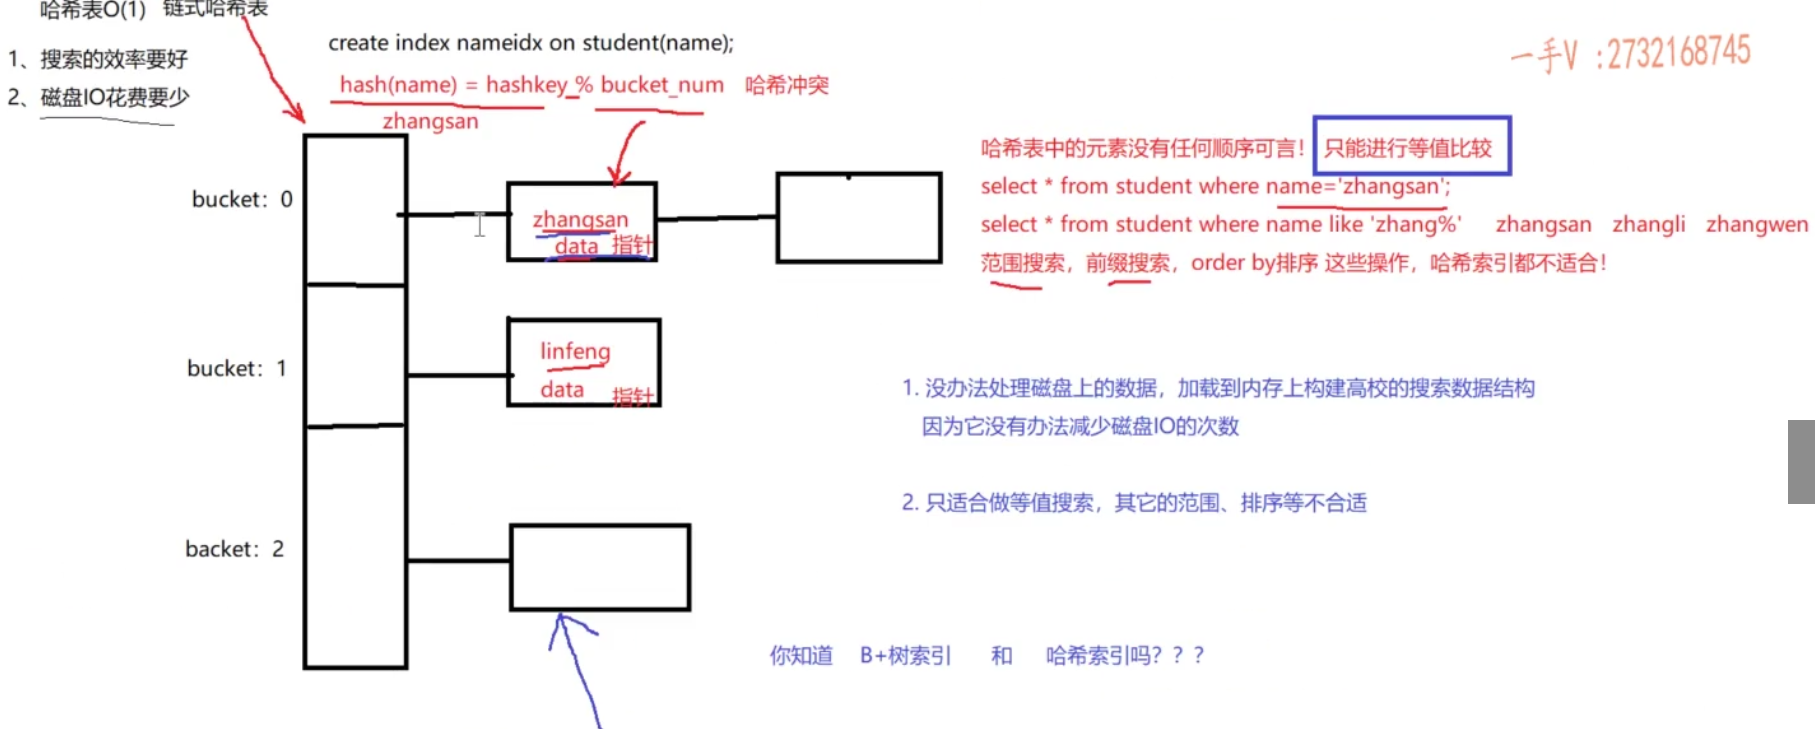 哈希表O(1) 链式哈希表
1、搜索的效率要好
2、磁盘IO花费要少
create index nameidx on student(name);
hash(name) = hashkey % bucket_num 哈希冲突
zhangsan
一手V :2732168745
bucket: 0
zhangsan
data 指针
bucket: 1
linfeng
data 指针
backet: 2
哈希表中的元素没有任何顺序可言! 只能进行等值比较
select * from student where name='zhangsan';
select * from student where name like 'zhang%' zhangsan zhangli zhangwen
范围搜索，前缀搜索，order by排序 这些操作，哈希索引都不适合!
1. 没办法处理磁盘上的数据，加载到内存上构建高校的搜索数据结构
因为它没有办法减少磁盘IO的次数
2. 只适合做等值搜索，其它的范围、排序等不合适
你知道 B+树索引 和 哈希索引吗? ? ?